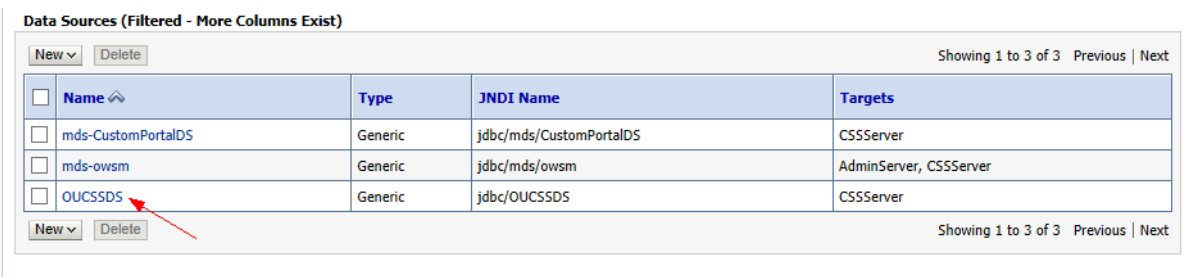 Data Sources (Filtered - More Columns Exist)
New Delete Showing 1 to 3 of 3 Previous | Next
Name Type JNDI Name Targets
mds-CustomPortalDS Generic jdbc/mds/CustomPortalDS CSSServer
mds-owsm Generic jdbc/mds/owsm AdminServer, CSSServer
OUCSSDS Generic jdbc/OUCSSDS CSSServer
New Delete Showing 1 to 3 of 3 Previous | Next